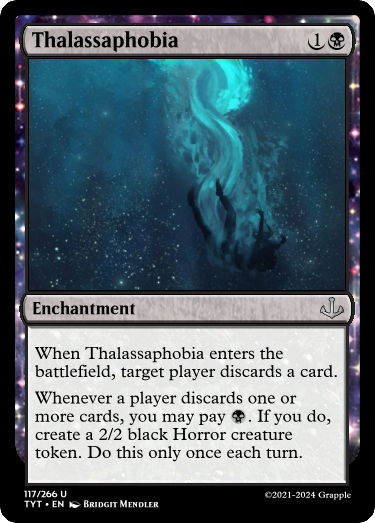 Thalassaphobia 1
Enchantment
When Thalassaphobia enters the
battlefield, target player discards a card.
Whenever a player discards one or
more cards, you may pay . If you do,
create a 2/2 black Horror creature
token. Do this only once each turn.
117/266 U
TYT • EN Bridgit Mendler
©2021-2024 Grapple